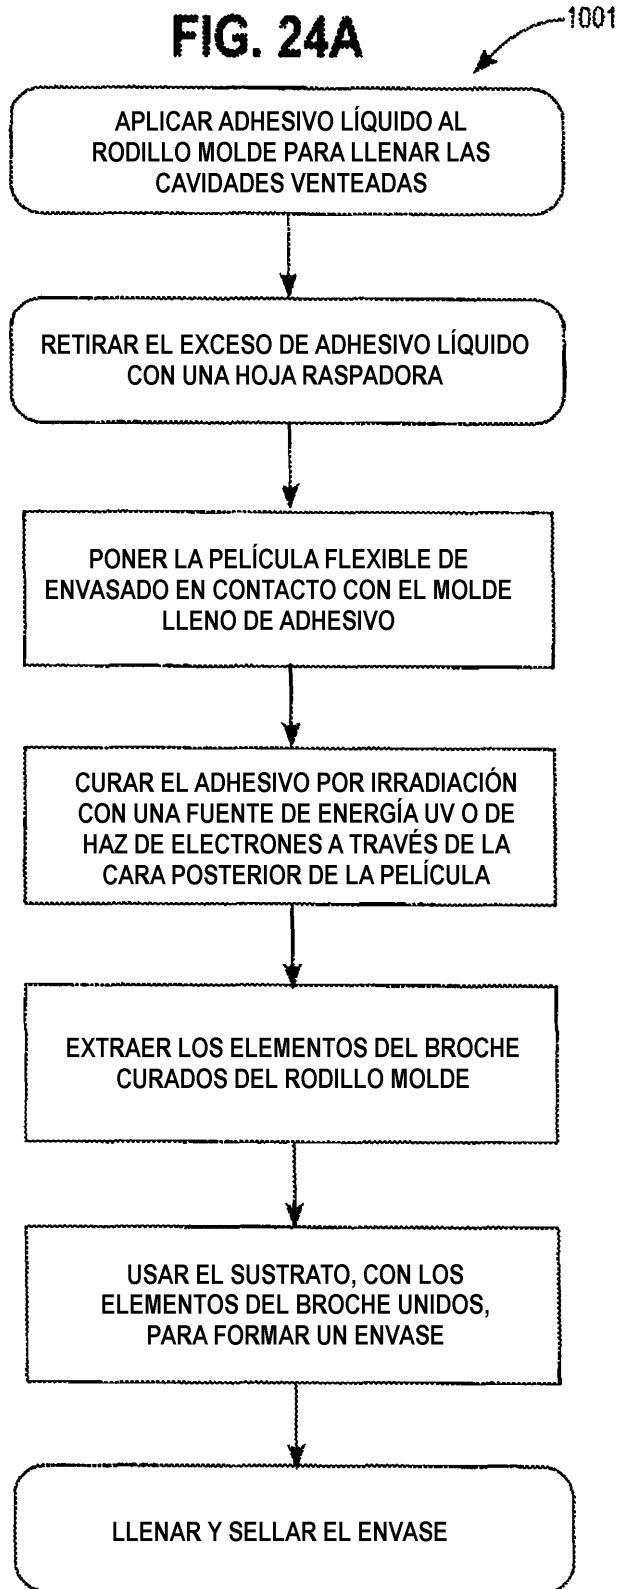 FIG. 24A
1001
APLICAR ADHESIVO LÍQUIDO AL
RODILLO MOLDE PARA LLENAR LAS
CAVIDADES VENTEADAS
RETIRAR EL EXCESO DE ADHESIVO LÍQUIDO
CON UNA HOJA RASPADORA
PONER LA PELÍCULA FLEXIBLE DE
ENVASADO EN CONTACTO CON EL MOLDE
LLENO DE ADHESIVO
CURAR EL ADHESIVO POR IRRADIACIÓN
CON UNA FUENTE DE ENERGÍA UV O DE
HAZ DE ELECTRONES A TRAVÉS DE LA
CARA POSTERIOR DE LA PELÍCULA
EXTRAER LOS ELEMENTOS DEL BROCHE
CURADOS DEL RODILLO MOLDE
USAR EL SUSTRATO, CON LOS
ELEMENTOS DEL BROCHE UNIDOS,
PARA FORMAR UN ENVASE
LLENAR Y SELLAR EL ENVASE